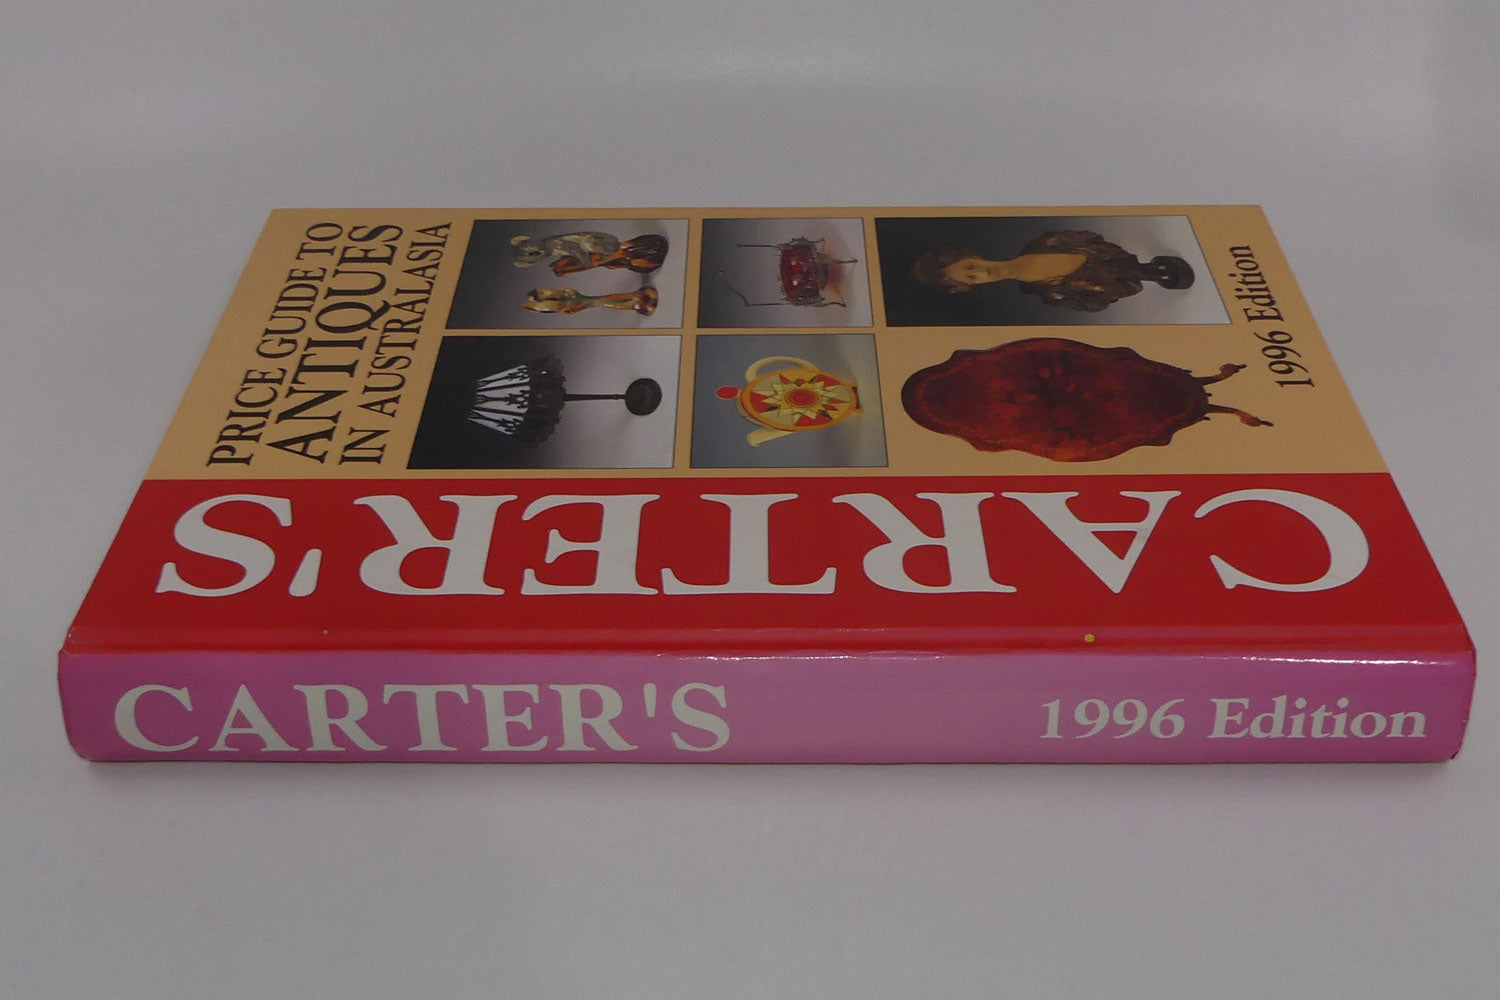 PRICE GUIDE TO
ANTIQUES
IN AUSTRALASIA
1996 Edition
CARTER'S
CARTER'S 1996 Edition